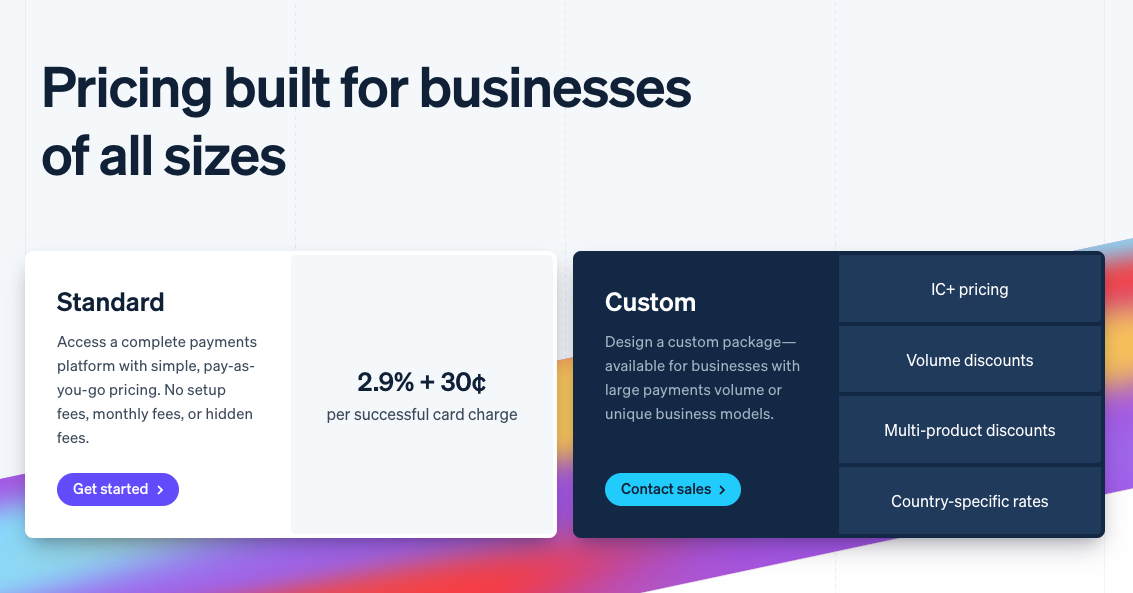 Pricing built for businesses
of all sizes
Standard
Access a complete payments
platform with simple, pay-as-
you-go pricing. No setup
fees, monthly fees, or hidden
fees.
Get started
2.9% + 30¢
per successful card charge
Custom
Design a custom package—
available for businesses with
large payments volume or
unique business models.
Contact sales
IC+ pricing
Volume discounts
Multi-product discounts
Country-specific rates